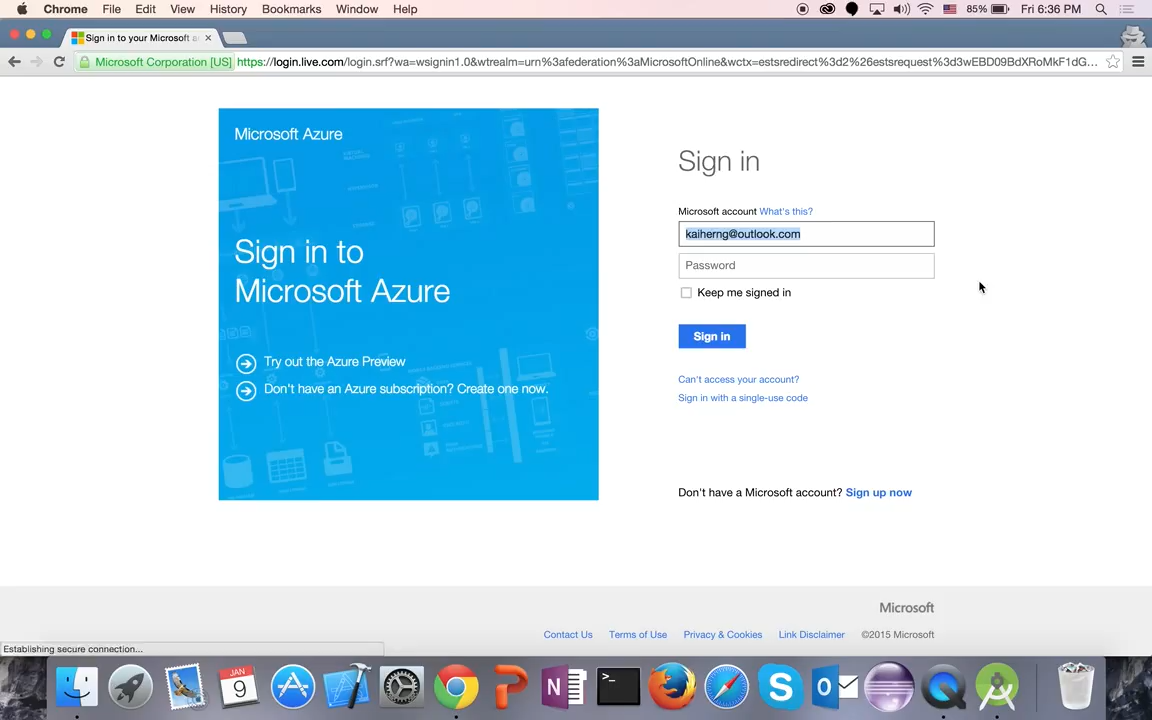 Chrome File Edit View History Bookmarks Window Help 85% Fri 6:36 PM
Sign in to your Microsoft a
Microsoft Corporation [US] https://login.live.com/login.srf?wa=wsignin1.0&wtrealm=urn%3afederation%3aMicrosoftOnline&wctx=estsredirect%3d2%26estsrequest%3d3wEBD09BdXRoMkF1dG...
Microsoft Azure
Sign in to
Microsoft Azure
Try out the Azure Preview
Don't have an Azure subscription? Create one now.
Sign in
Microsoft account What's this?
kaiherng@outlook.com
Password
Keep me signed in
Sign in
Can't access your account?
Sign in with a single-use code
Don't have a Microsoft account? Sign up now
Microsoft
Contact Us Terms of Use Privacy & Cookies Link Disclaimer ©2015 Microsoft
Establishing secure connection...
JAN
9